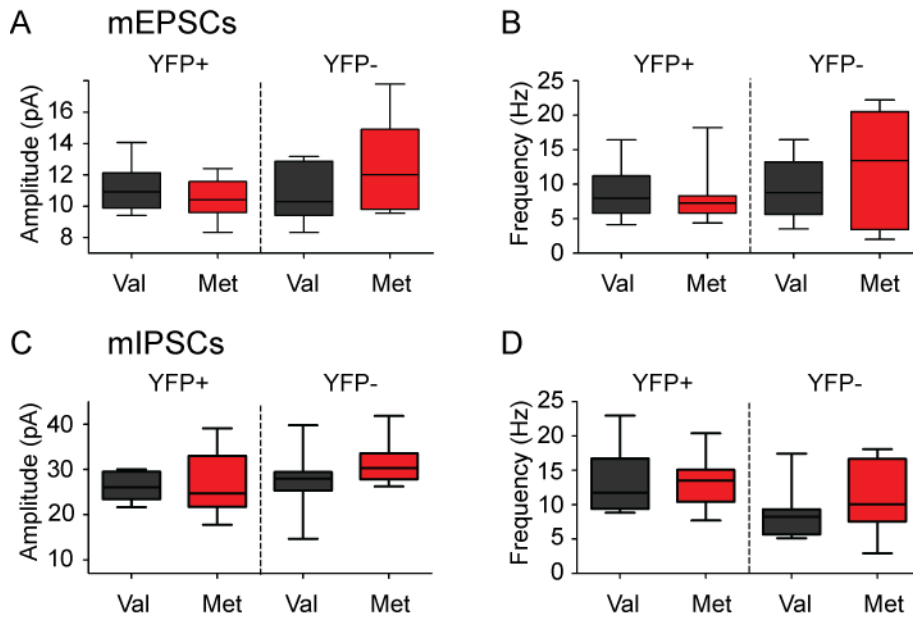 A mEPSCs
YFP+ YFP-
Amplitude (pA)
16
14
12
10
8
Val Met Val Met
B
YFP+ YFP-
Frequency (Hz)
25
20
15
10
5
0
Val Met Val Met
C mIPSCs
YFP+ YFP-
Amplitude (pA)
40
30
20
10
Val Met Val Met
D
YFP+ YFP-
Frequency (Hz)
25
20
15
10
5
0
Val Met Val Met